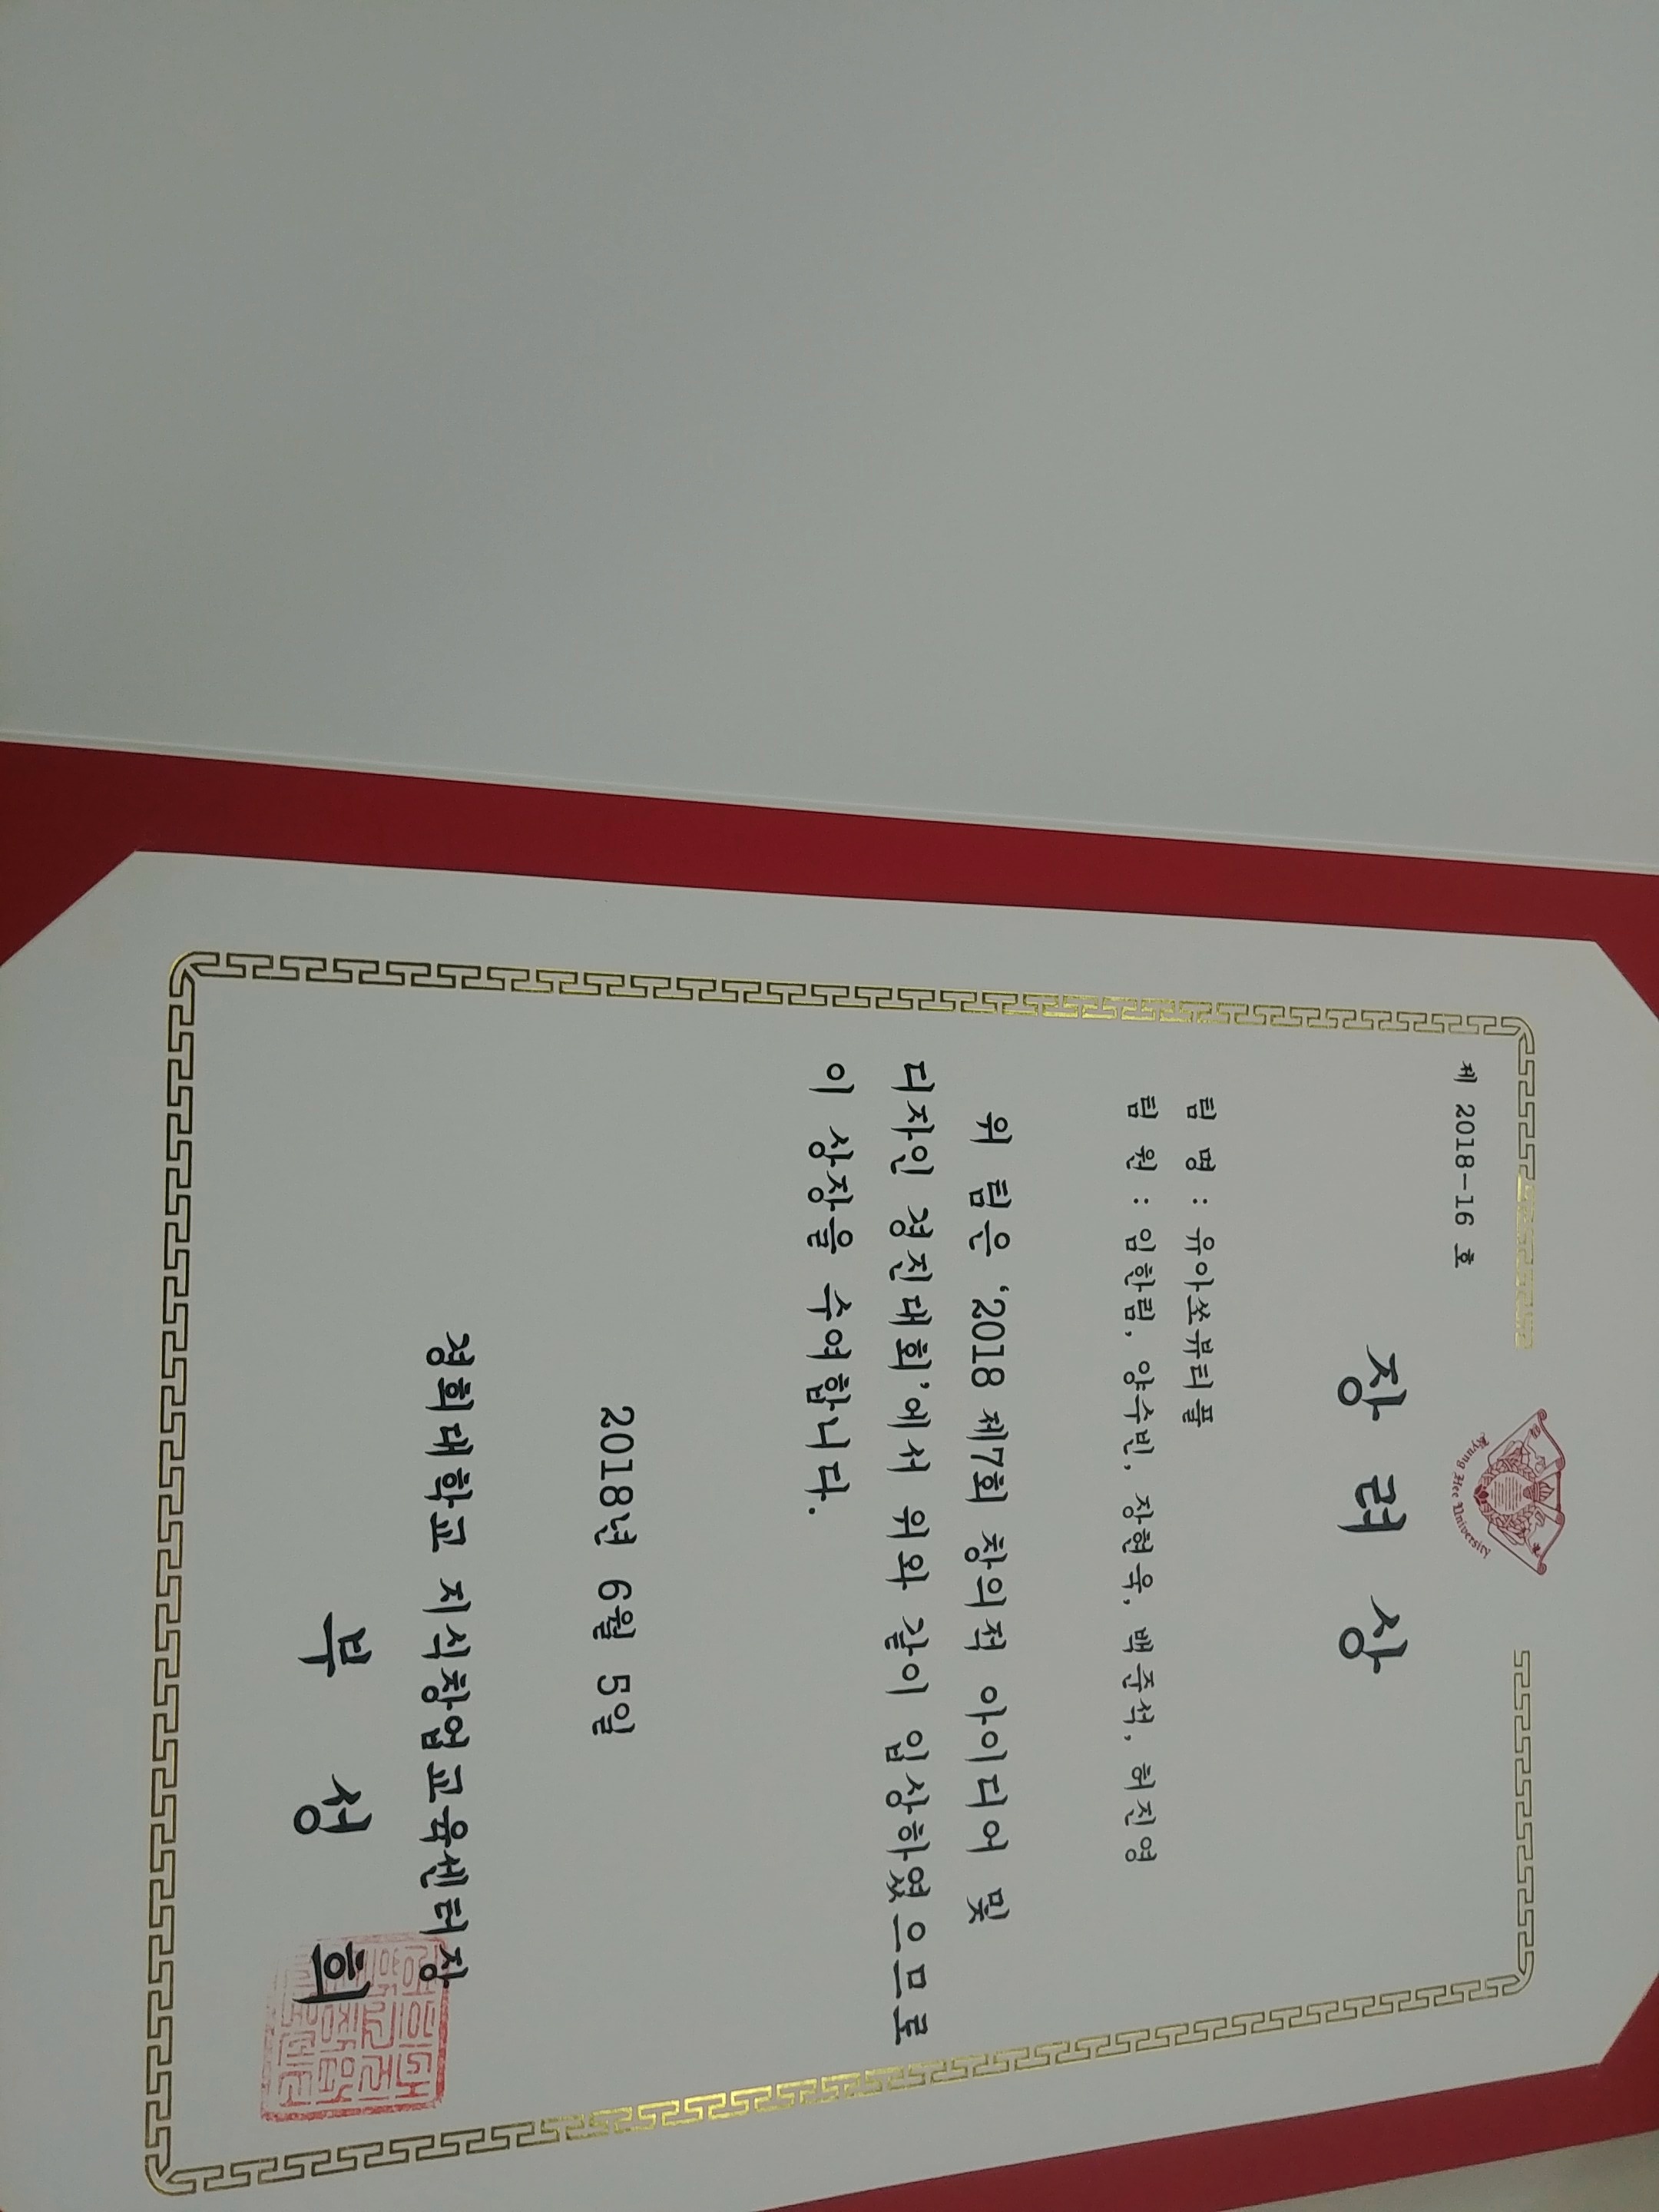 제 2018-16 호
Kyung Hee University
장 려 상
팀 명 : 유아쏘뷰티풀
팀 원 : 임한림, 양수빈, 장현욱, 백준석, 허진영
위 팀은 '2018 제7회 창의적 아이디어 및
디자인 경진대회'에서 위와 같이 입상하였으므로
이 상장을 수여합니다.
2018년 6월 5일
경희대학교 지식창업교육센터장
부 성 희